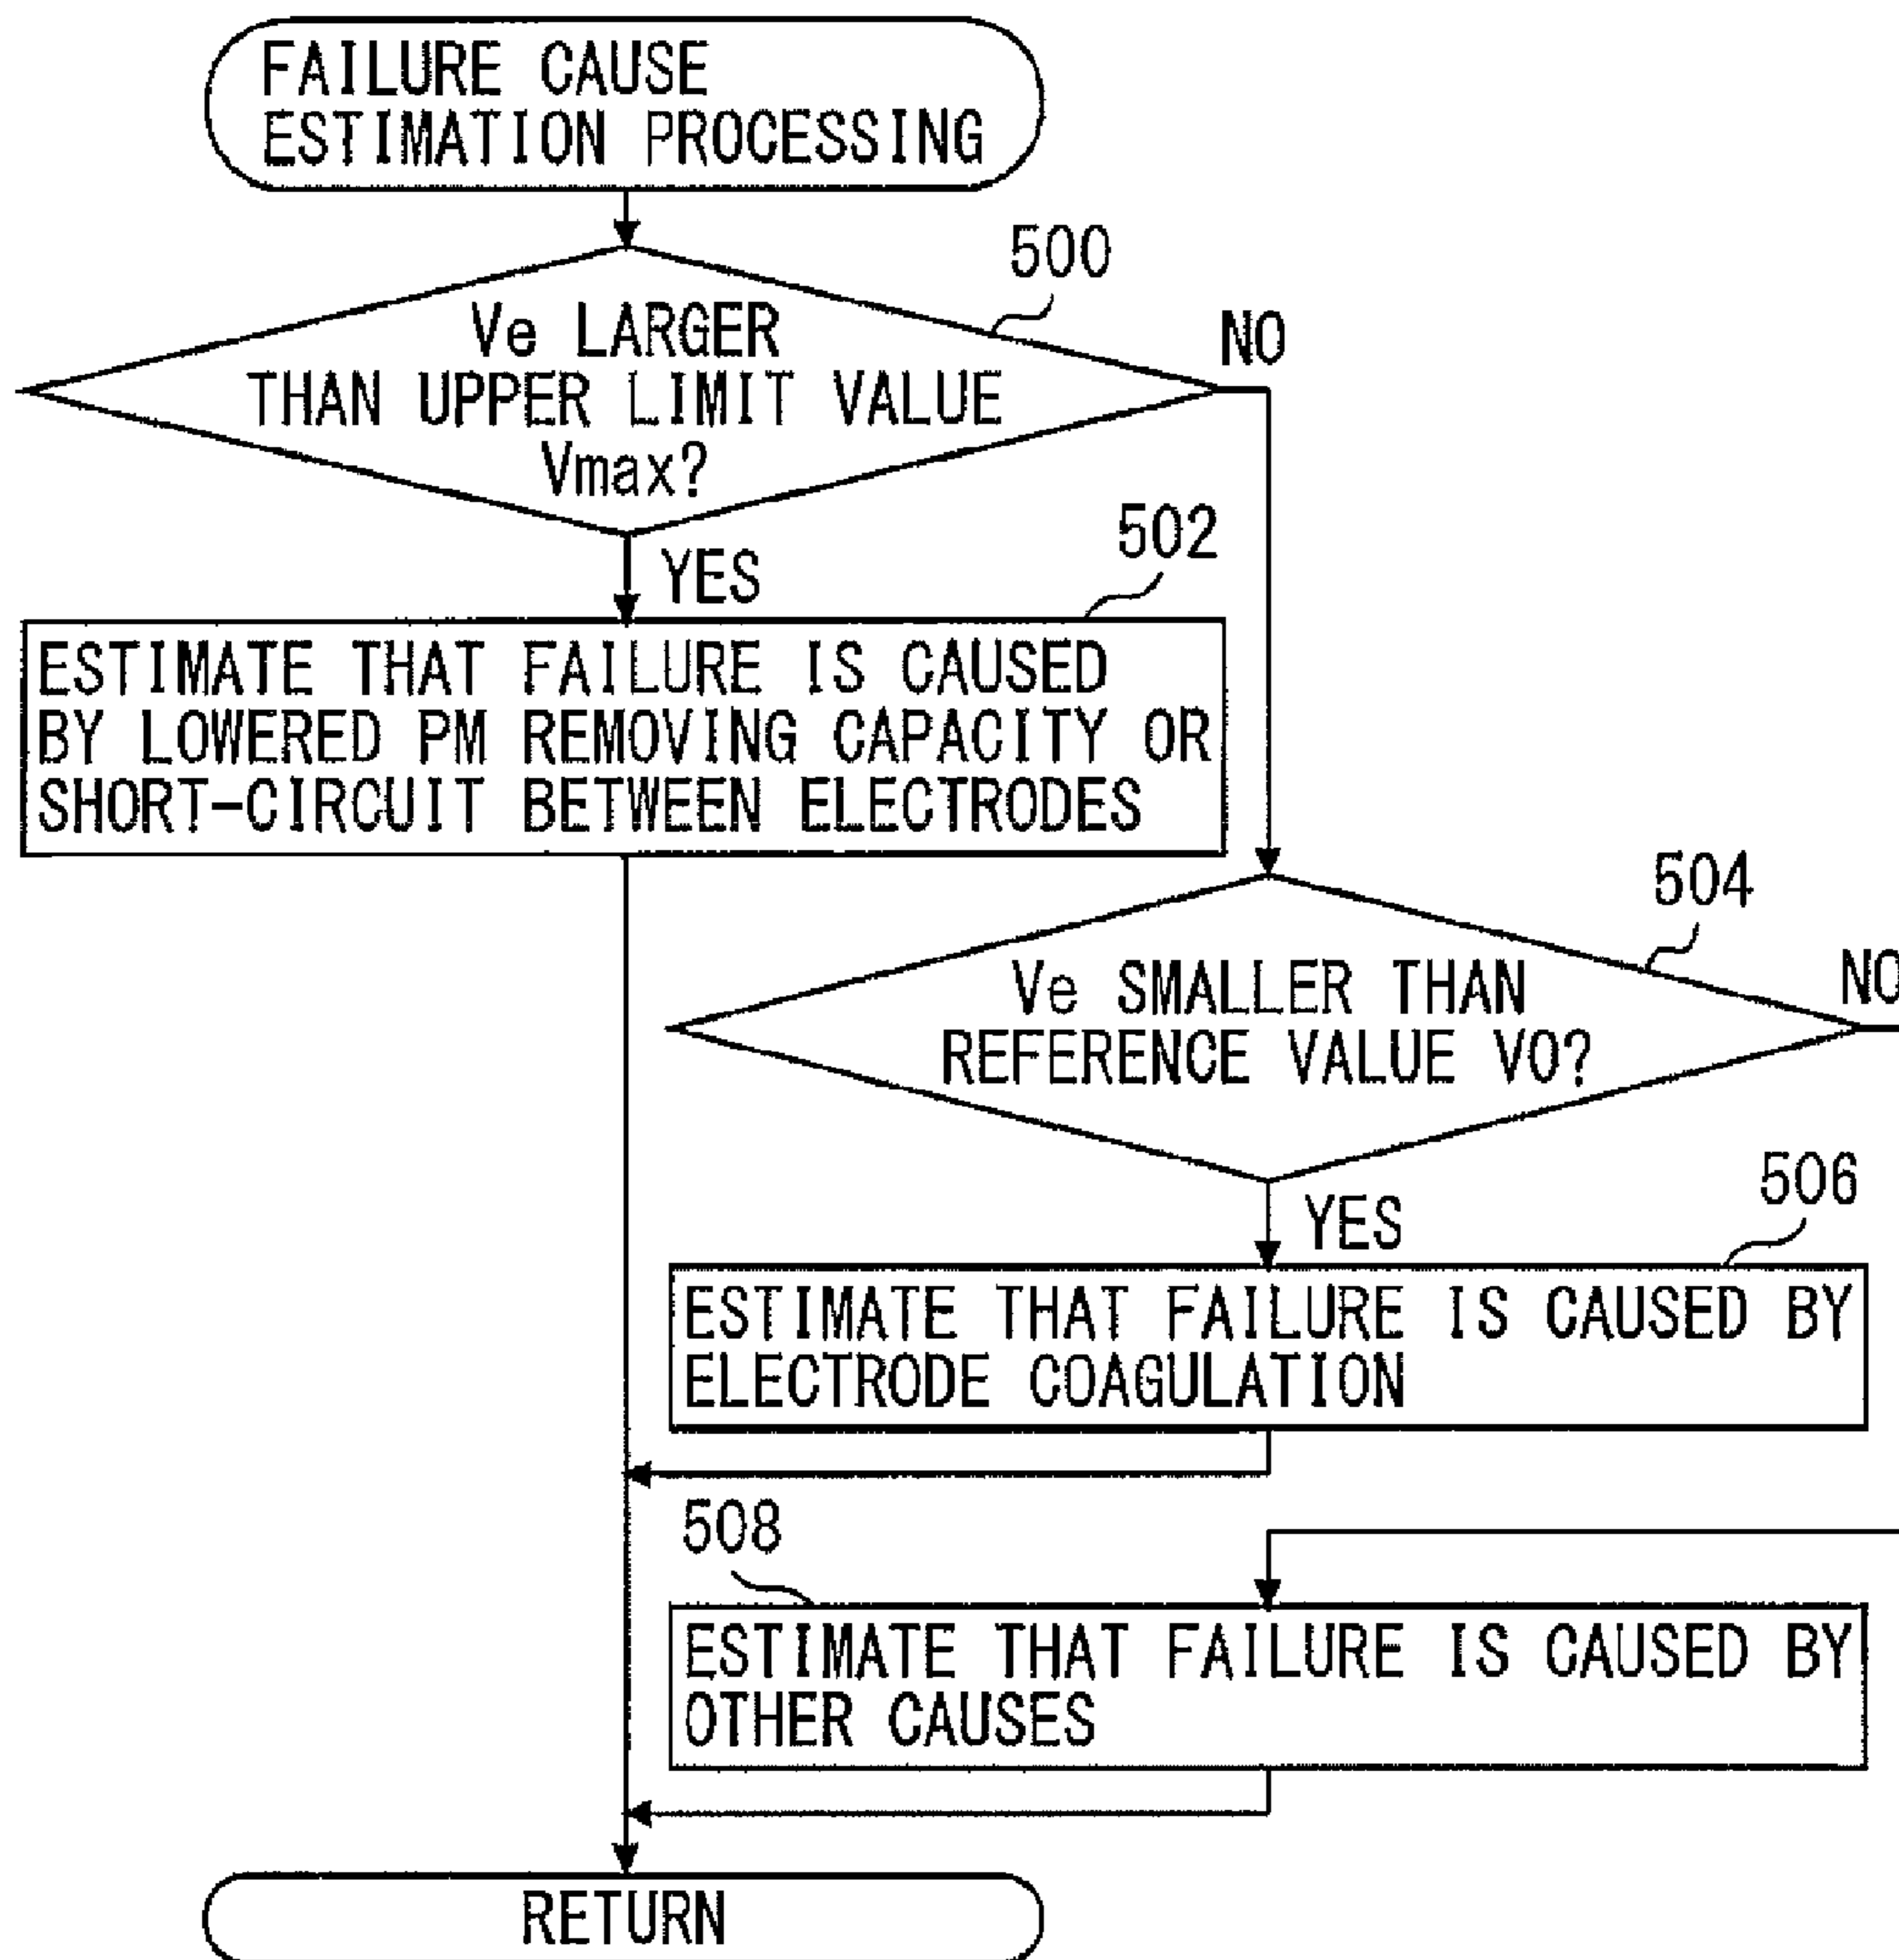 FAILURE CAUSE
ESTIMATION PROCESSING
500
Ve LARGER
THAN UPPER LIMIT VALUE
Vmax?
NO
YES
502
ESTIMATE THAT FAILURE IS CAUSED
BY LOWERED PM REMOVING CAPACITY OR
SHORT-CIRCUIT BETWEEN ELECTRODES
504
Ve SMALLER THAN
REFERENCE VALUE V0?
NO
YES
506
ESTIMATE THAT FAILURE IS CAUSED BY
ELECTRODE COAGULATION
508
ESTIMATE THAT FAILURE IS CAUSED BY
OTHER CAUSES
RETURN